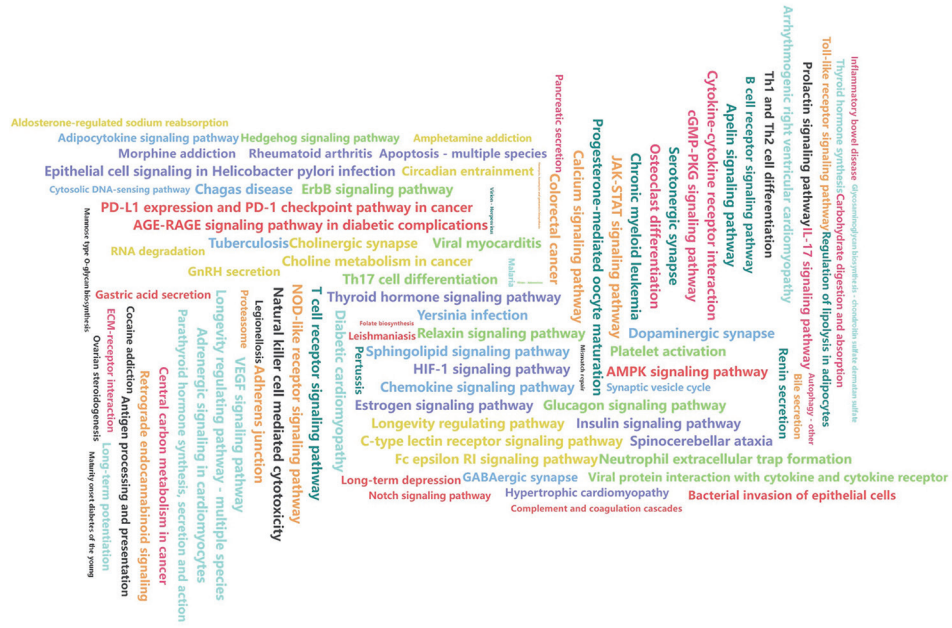 Aldosterone-regulated sodium reabsorption
Adipocytokine signaling pathway
Hedgehog signaling pathway
Amphetamine addiction
Morphine addiction
Rheumatoid arthritis
Apoptosis - multiple species
Epithelial cell signaling in Helicobacter pylori infection
Circadian entrainment
Cytosolic DNA-sensing pathway
Chagas disease
ErbB signaling pathway
PD-L1 expression and PD-1 checkpoint pathway in cancer
AGE-RAGE signaling pathway in diabetic complications
Tuberculosis
Cholinergic synapse
Viral myocarditis
RNA degradation
Choline metabolism in cancer
GnRH secretion
Th17 cell differentiation
Gastric acid secretion
Thyroid hormone signaling pathway
Yersinia infection
Folate biosynthesis
Leishmaniasis
Relaxin signaling pathway
Dopaminergic synapse
Sphingolipid signaling pathway
Platelet activation
HIF-1 signaling pathway
AMPK signaling pathway
Chemokine signaling pathway
Synaptic vesicle cycle
Estrogen signaling pathway
Glucagon signaling pathway
Longevity regulating pathway
Insulin signaling pathway
C-type lectin receptor signaling pathway
Spinocerebellar ataxia
Fc epsilon RI signaling pathway
Neutrophil extracellular trap formation
Long-term depression
GABAergic synapse
Viral protein interaction with cytokine and cytokine receptor
Notch signaling pathway
Hypertrophic cardiomyopathy
Bacterial invasion of epithelial cells
Complement and coagulation cascades
Mannose type O-glycan biosynthesis
Ovarian steroidogenesis
Maturity onset diabetes of the young
ECM-receptor interaction
Long-term potentiation
Cocaine addiction
Antigen processing and presentation
Retrograde endocannabinoid signaling
Central carbon metabolism in cancer
Parathyroid hormone synthesis, secretion and action
Adrenergic signaling in cardiomyocytes
Longevity regulating pathway - multiple species
VEGF signaling pathway
Proteasome
Legionellosis
Adherens junction
Natural killer cell mediated cytotoxicity
NOD-like receptor signaling pathway
T cell receptor signaling pathway
Diabetic cardiomyopathy
Pertussis
Malaria
Pancreatic secretion
Colorectal cancer
Calcium signaling pathway
Mismatch repair
Progesterone-mediated oocyte maturation
JAK-STAT signaling pathway
Chronic myeloid leukemia
Osteoclast differentiation
Serotonergic synapse
cGMP-PKG signaling pathway
Cytokine-cytokine receptor interaction
Apelin signaling pathway
B cell receptor signaling pathway
Th1 and Th2 cell differentiation
Arrhythmogenic right ventricular cardiomyopathy
Renin secretion
Bile secretion
Prolactin signaling pathway
IL-17 signaling pathway
Autophagy - other
Toll-like receptor signaling pathway
Regulation of lipolysis in adipocytes
Thyroid hormone synthesis
Carbohydrate digestion and absorption
Inflammatory bowel disease
Glycosaminoglycan biosynthesis - chondroitin sulfate/ dermatan sulfate